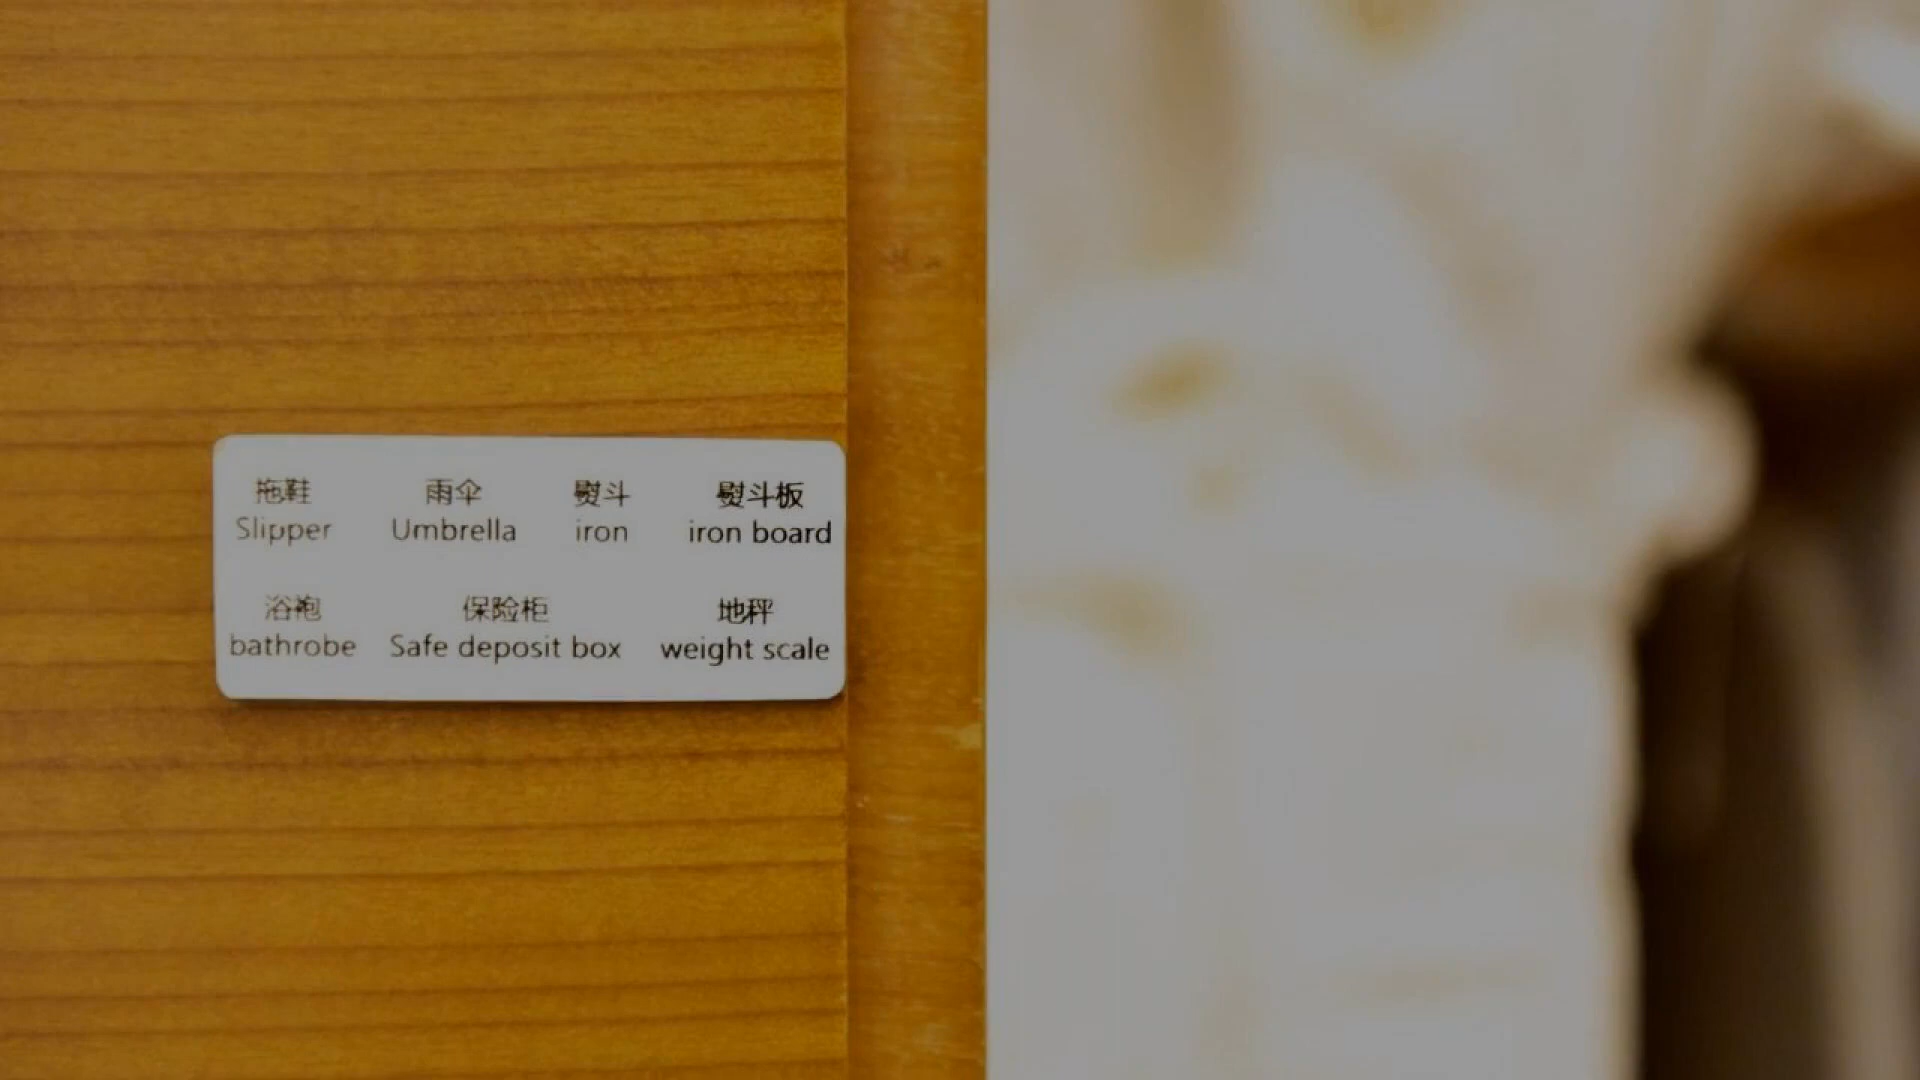 拖鞋 雨伞 熨斗 熨斗板
Slipper Umbrella iron iron board
浴袍 保险柜 地秤
bathrobe Safe deposit box weight scale